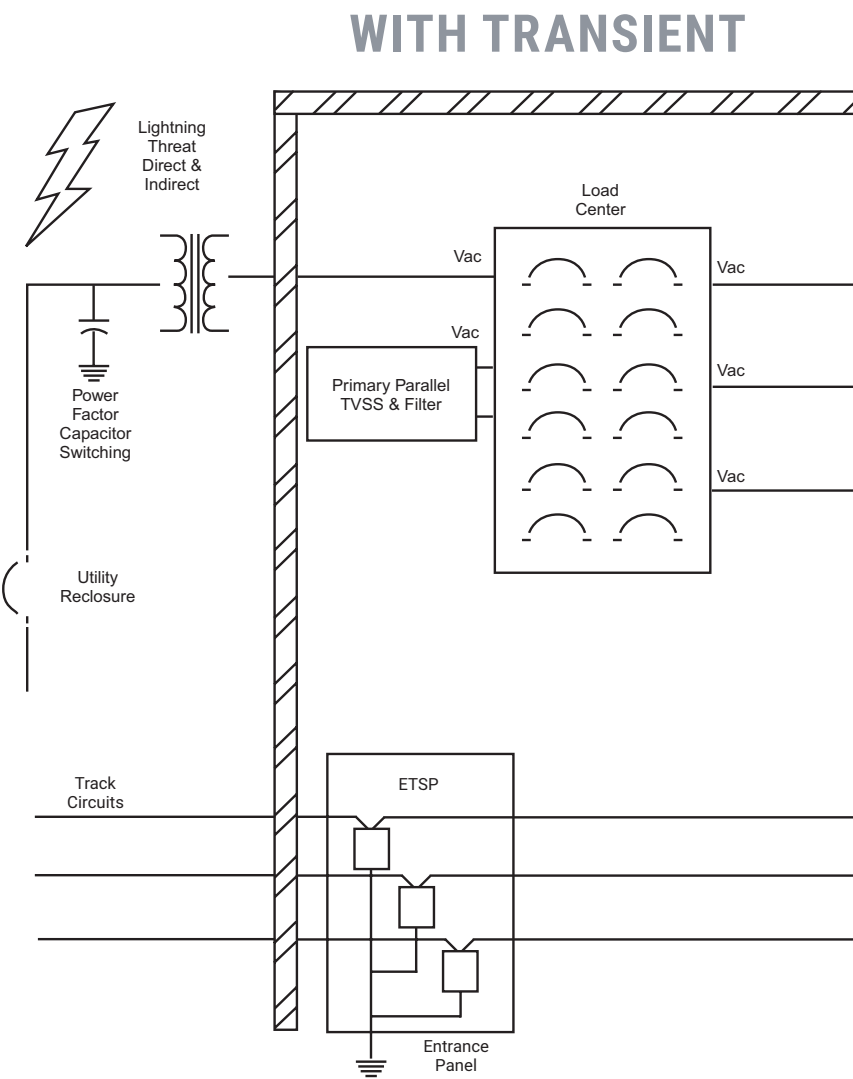 WITH TRANSIENT
Lightning
Threat
Direct &
Indirect
Load
Center
Vac
Vac
Vac
Primary Parallel
TVSS & Filter
Vac
Vac
Power
Factor
Capacitor
Switching
Utility
Reclosure
Track
Circuits
ETSP
Entrance
Panel